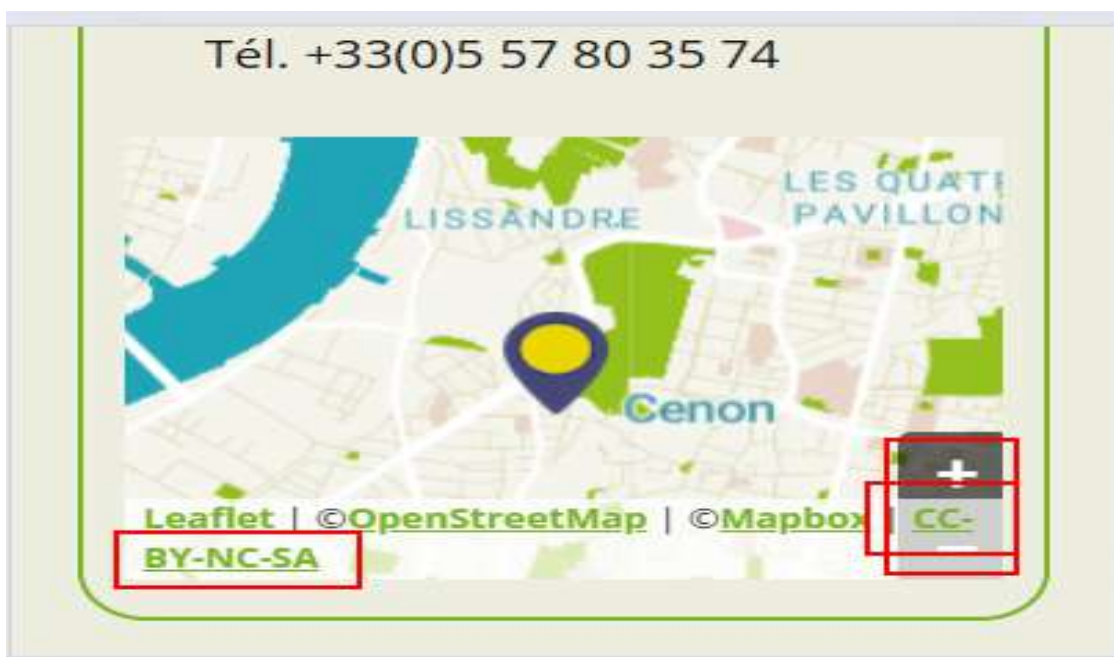 Tél. +33(0)5 57 80 35 74
LES QUAT
PAVILLON
LISSANDRE
Cenon
+
Leaflet | ©OpenStreetMap | ©Mapbox | CC-
BY-NC-SA
−